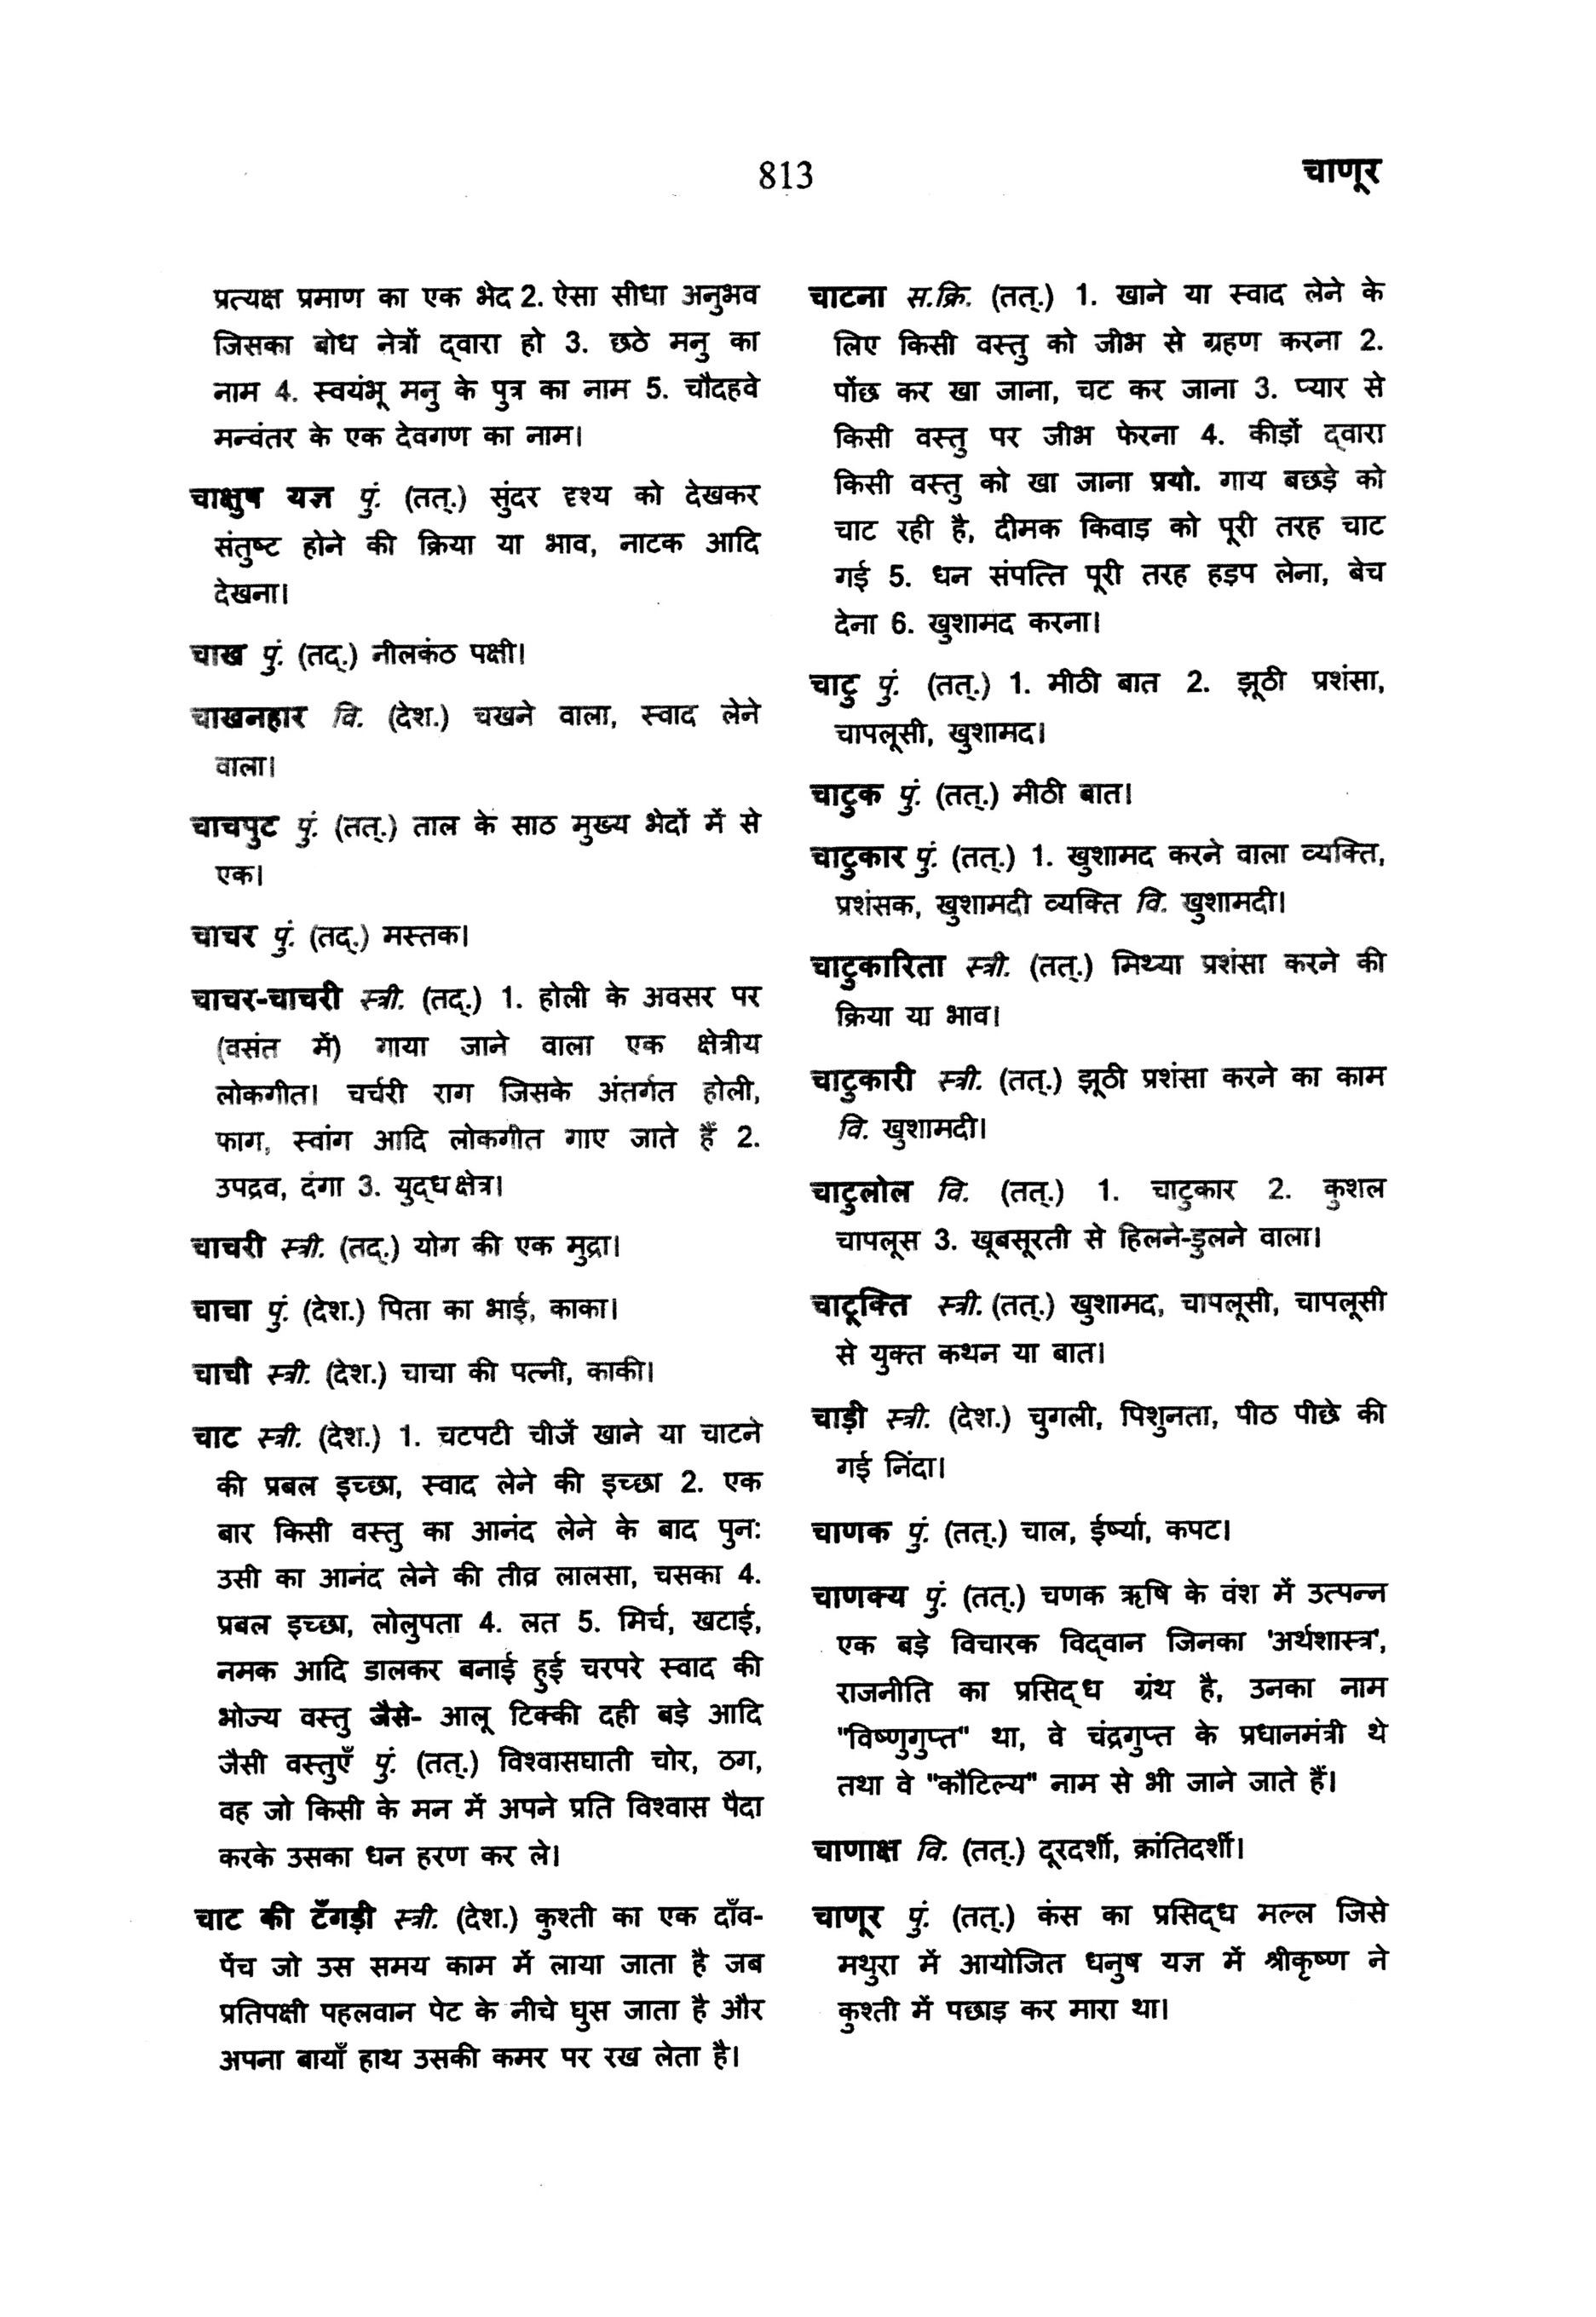 813
चाणूर
प्रत्यक्ष प्रमाण का एक भेद 2. ऐसा सीधा अनुभव
जिसका बोध नेत्रों द्वारा हो 3. छठे मनु का
नाम 4. स्वयंभू मनु के पुत्र का नाम 5. चौदहवे
मन्वंतर के एक देवगण का नाम।
चाक्षुष यज्ञ पुं. (तत्.) सुंदर दृश्य को देखकर
संतुष्ट होने की क्रिया या भाव, नाटक आदि
देखना।
चाख पुं. (तद्.) नीलकंठ पक्षी।
चाखनहार वि. (देश.) चखने वाला, स्वाद लेने
वाला।
चाचपुट पुं. (तत्.) ताल के साठ मुख्य भेदों में से
एक।
चाचर पुं. (तद्.) मस्तक।
चाचर-चाचरी स्त्री. (तद्.) 1. होली के अवसर पर
(वसंत में) गाया जाने वाला एक क्षेत्रीय
लोकगीत। चर्चरी राग जिसके अंतर्गत होली,
फाग, स्वांग आदि लोकगीत गाए जाते हैं 2.
उपद्रव, दंगा 3. युद्धक्षेत्र।
चाचरी स्त्री. (तद्.) योग की एक मुद्रा।
चाचा पुं. (देश.) पिता का भाई, काका।
चाची स्त्री. (देश.) चाचा की पत्नी, काकी।
चाट स्त्री. (देश.) 1. चटपटी चीजें खाने या चाटने
की प्रबल इच्छा, स्वाद लेने की इच्छा 2. एक
बार किसी वस्तु का आनंद लेने के बाद पुन:
उसी का आनंद लेने की तीव्र लालसा, चसका 4.
प्रबल इच्छा, लोलुपता 4. लत 5. मिर्च, खटाई,
नमक आदि डालकर बनाई हुई चरपरे स्वाद की
भोज्य वस्तु जैसे- आलू टिक्की दही बड़े आदि
जैसी वस्तुएँ पुं. (तत्.) विश्वासघाती चोर, ठग,
वह जो किसी के मन में अपने प्रति विश्वास पैदा
करके उसका धन हरण कर ले।
चाट की टँगड़ी स्त्री. (देश.) कुश्ती का एक दाँव-
पेंच जो उस समय काम में लाया जाता है जब
प्रतिपक्षी पहलवान पेट के नीचे घुस जाता है और
अपना बायाँ हाथ उसकी कमर पर रख लेता है।
चाटना स.क्रि. (तत्.) 1. खाने या स्वाद लेने के
लिए किसी वस्तु को जीभ से ग्रहण करना 2.
पोंछ कर खा जाना, चट कर जाना 3. प्यार से
किसी वस्तु पर जीभ फेरना 4. कीड़ों द्वारा
किसी वस्तु को खा जाना प्रयो. गाय बछड़े को
चाट रही है, दीमक किवाड़ को पूरी तरह चाट
गई 5. धन संपत्ति पूरी तरह हड़प लेना, बेच
देना 6. खुशामद करना।
चाटु पुं. (तत्.) 1. मीठी बात 2. झूठी प्रशंसा,
चापलूसी, खुशामद।
चाटुक पुं. (तत्.) मीठी बात।
चाटुकार पुं. (तत्.) 1. खुशामद करने वाला व्यक्ति,
प्रशंसक, खुशामदी व्यक्ति वि. खुशामदी।
चाटुकारिता स्त्री. (तत्.) मिथ्या प्रशंसा करने की
क्रिया या भाव।
चाटुकारी स्त्री. (तत्.) झूठी प्रशंसा करने का काम
वि. खुशामदी।
चाटुलोल वि. (तत्.) 1. चाटुकार 2. कुशल
चापलूस 3. खूबसूरती से हिलने-डुलने वाला।
चाटूक्ति स्त्री. (तत्.) खुशामद, चापलूसी, चापलूसी
से युक्त कथन या बात।
चाड़ी स्त्री. (देश.) चुगली, पिशुनता, पीठ पीछे की
गई निंदा।
चाणक पुं. (तत्.) चाल, ईर्ष्या, कपट।
चाणक्य पुं. (तत्.) चणक ऋषि के वंश में उत्पन्न
एक बड़े विचारक विद्वान जिनका 'अर्थशास्त्र',
राजनीति का प्रसिद्ध ग्रंथ है, उनका नाम
"विष्णुगुप्त" था, वे चंद्रगुप्त के प्रधानमंत्री थे
तथा वे "कौटिल्य" नाम से भी जाने जाते हैं।
चाणाक्ष वि. (तत्.) दूरदर्शी, क्रांतिदर्शी।
चाणूर पुं. (तत्.) कंस का प्रसिद्ध मल्ल जिसे
मथुरा में आयोजित धनुष यज्ञ में श्रीकृष्ण ने
कुश्ती में पछाड़ कर मारा था।